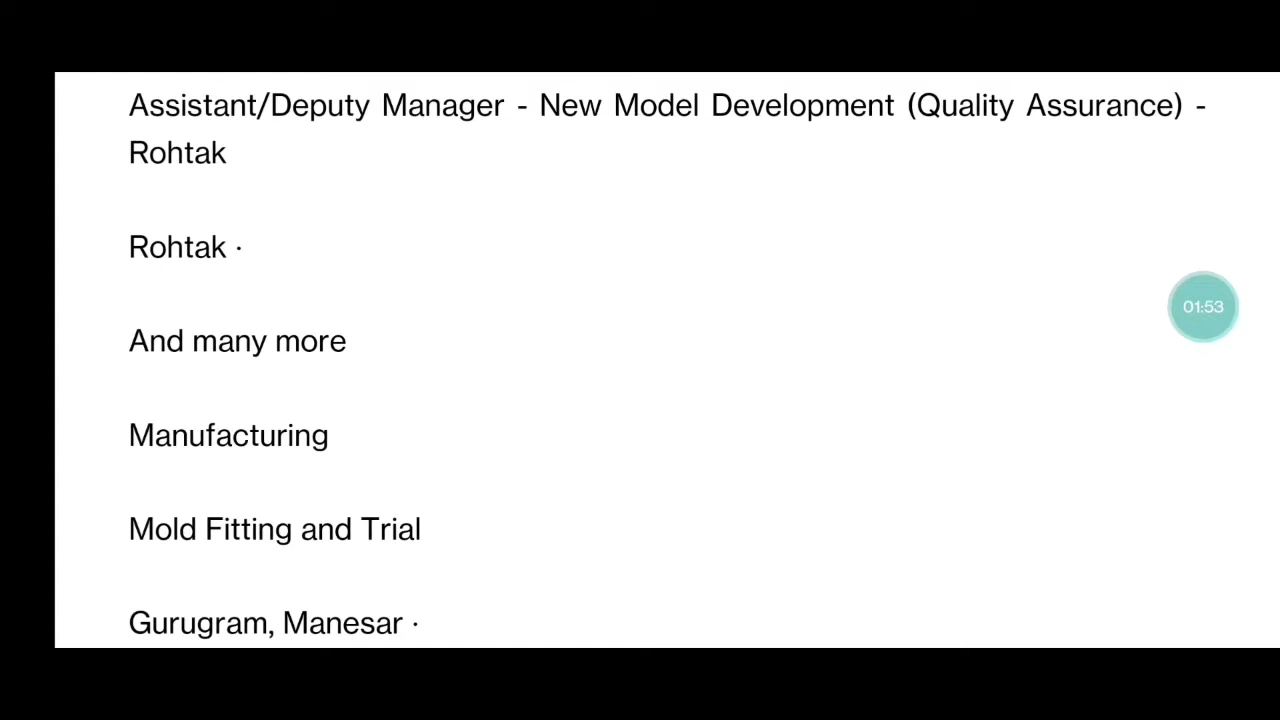 Assistant/Deputy Manager - New Model Development (Quality Assurance) -
Rohtak
Rohtak ·
And many more
01:53
Manufacturing
Mold Fitting and Trial
Gurugram, Manesar ·